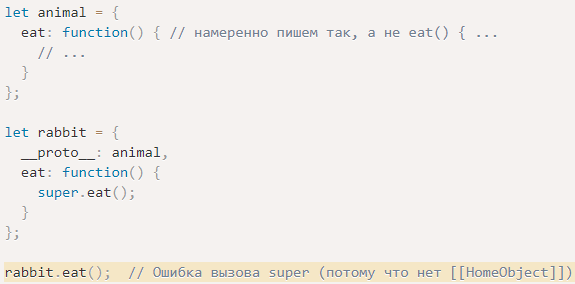 let animal = {
  eat: function() { // намеренно пишем так, а не eat() { ...
    // ...
  }
};

let rabbit = {
  __proto__: animal,
  eat: function() {
    super.eat();
  }
};

rabbit.eat();  // Ошибка вызова super (потому что нет [[HomeObject]])